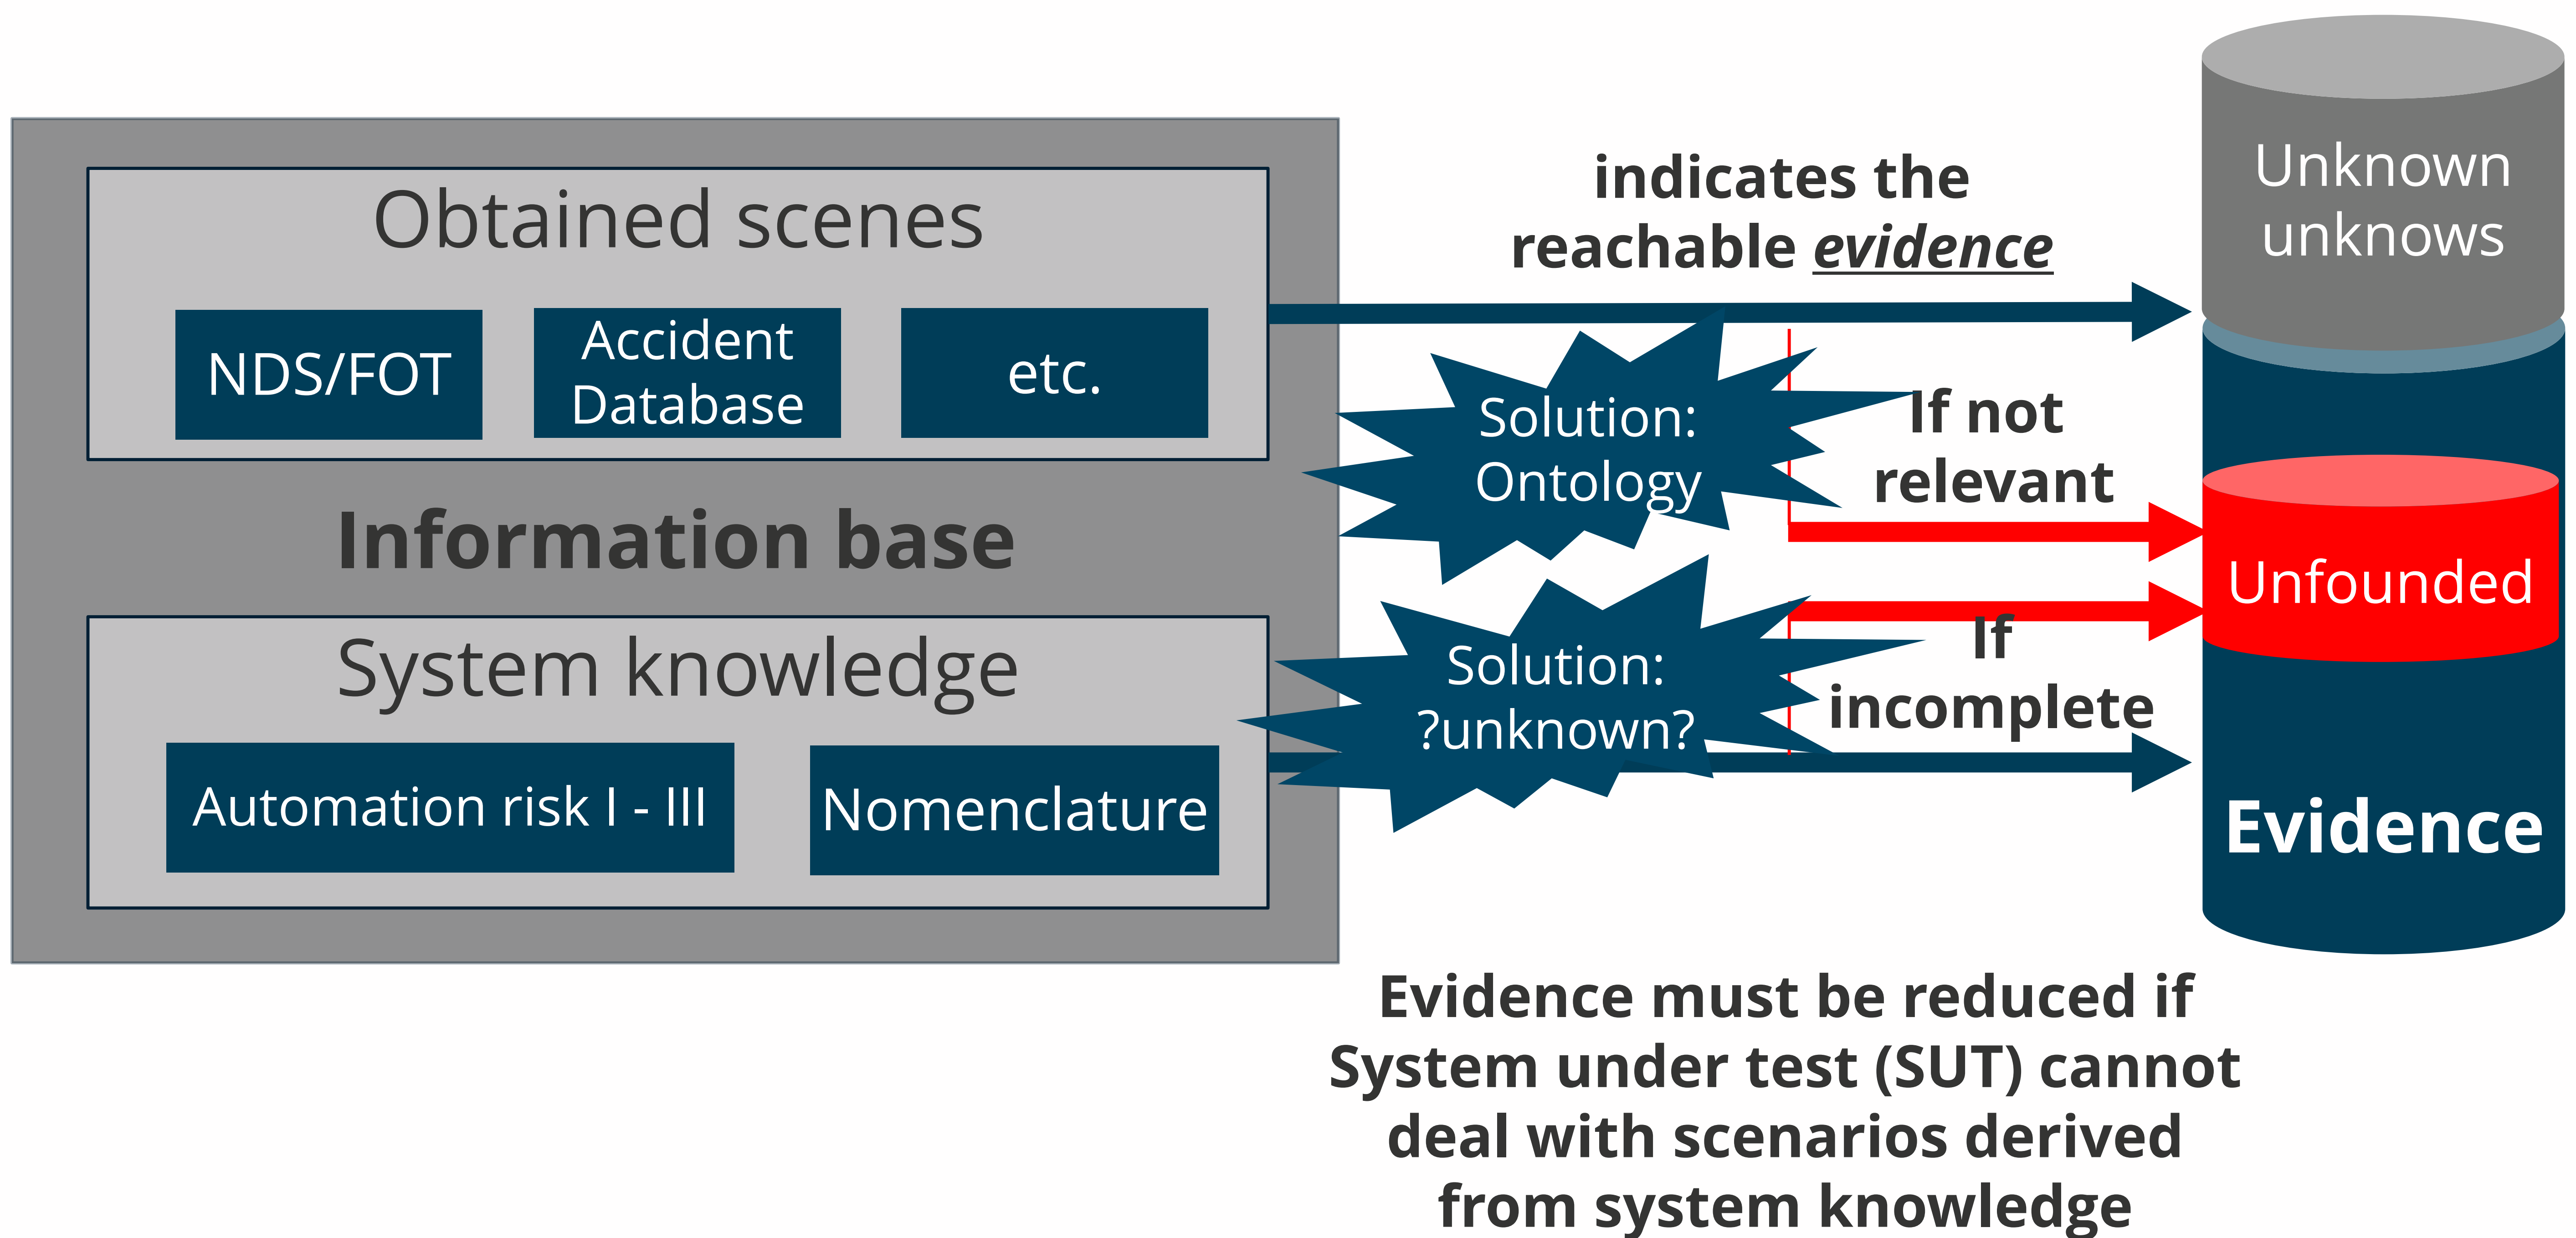 Obtained scenes
NDS/FOT
Accident
Database
etc.
Information base
System knowledge
Automation risk I - III
Nomenclature
indicates the
reachable evidence
Solution:
Ontology
If not
relevant
Solution:
?unknown?
If
incomplete
Unknown
unknows
Unfounded
Evidence
Evidence must be reduced if
System under test (SUT) cannot
deal with scenarios derived
from system knowledge